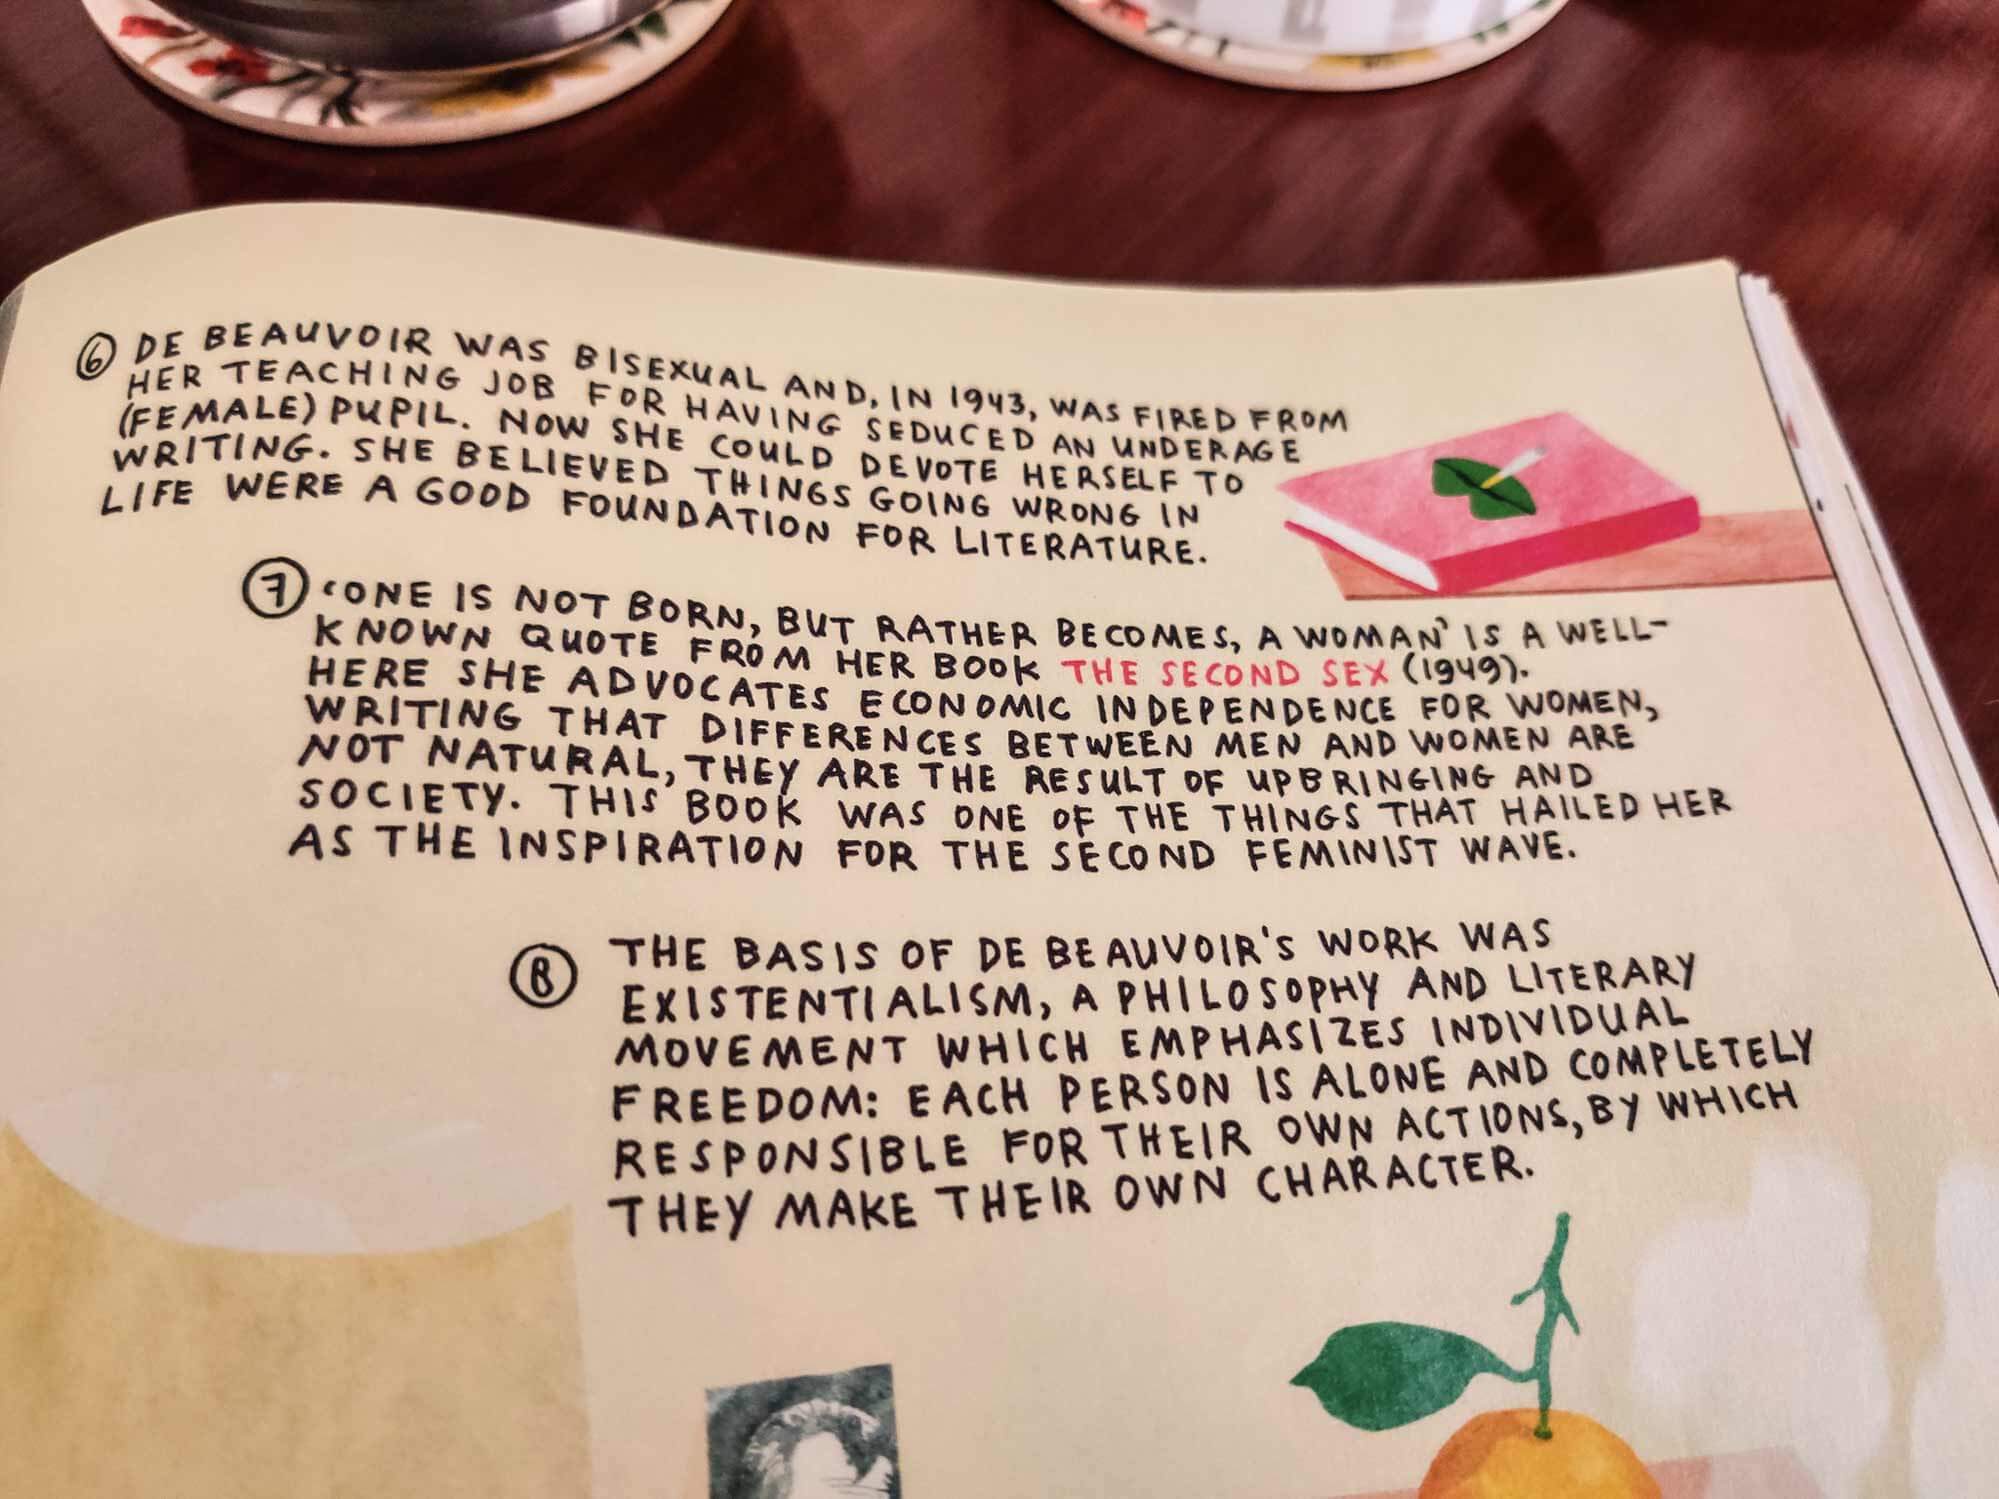 6 DE BEAUVOIR WAS BISEXUAL AND, IN 1943, WAS FIRED FROM
HER TEACHING JOB FOR HAVING SEDUCED AN UNDERAGE
(FEMALE) PUPIL. NOW SHE COULD DEVOTE HERSELF TO
WRITING. SHE BELIEVED THINGS GOING WRONG IN
LIFE WERE A GOOD FOUNDATION FOR LITERATURE.
7 ‘ONE IS NOT BORN, BUT RATHER BECOMES, A WOMAN’ IS A WELL-
KNOWN QUOTE FROM HER BOOK THE SECOND SEX (1949).
HERE SHE ADVOCATES ECONOMIC INDEPENDENCE FOR WOMEN,
WRITING THAT DIFFERENCES BETWEEN MEN AND WOMEN ARE
NOT NATURAL, THEY ARE THE RESULT OF UPBRINGING AND
SOCIETY. THIS BOOK WAS ONE OF THE THINGS THAT HAILED HER
AS THE INSPIRATION FOR THE SECOND FEMINIST WAVE.
8 THE BASIS OF DE BEAUVOIR'S WORK WAS
EXISTENTIALISM, A PHILOSOPHY AND LITERARY
MOVEMENT WHICH EMPHASIZES INDIVIDUAL
FREEDOM: EACH PERSON IS ALONE AND COMPLETELY
RESPONSIBLE FOR THEIR OWN ACTIONS, BY WHICH
THEY MAKE THEIR OWN CHARACTER.